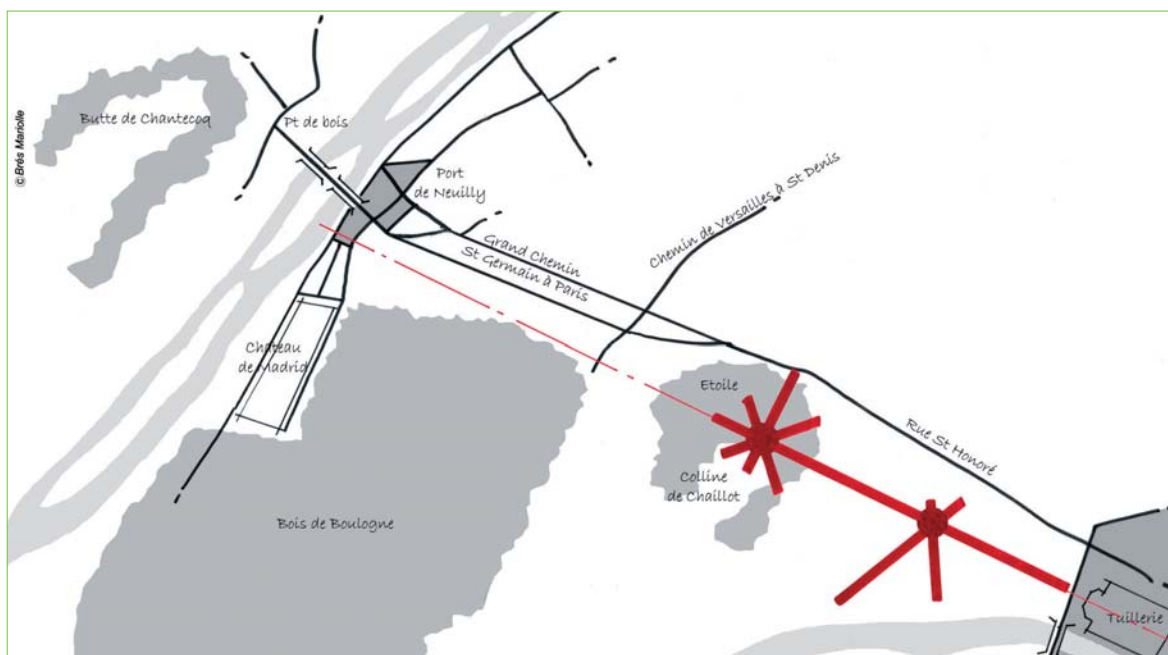 © Brès Mariolle
Butte de Chantecoq
Pt de bois
Port
de Neuilly
Chemin de Versailles à St Denis
Grand Chemin
St Germain à Paris
Château
de Madrid
Etoile
Colline
de Chaillot
Rue St Honoré
Bois de Boulogne
Tuillerie